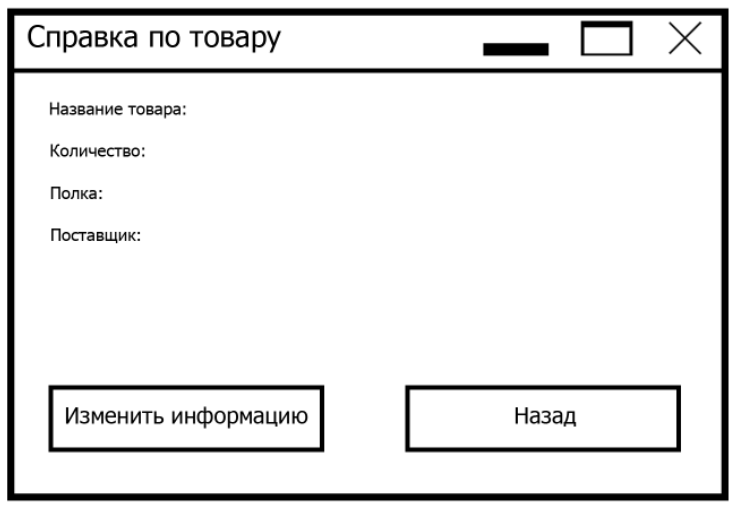 Справка по товару
Название товара:
Количество:
Полка:
Поставщик:
Изменить информацию
Назад